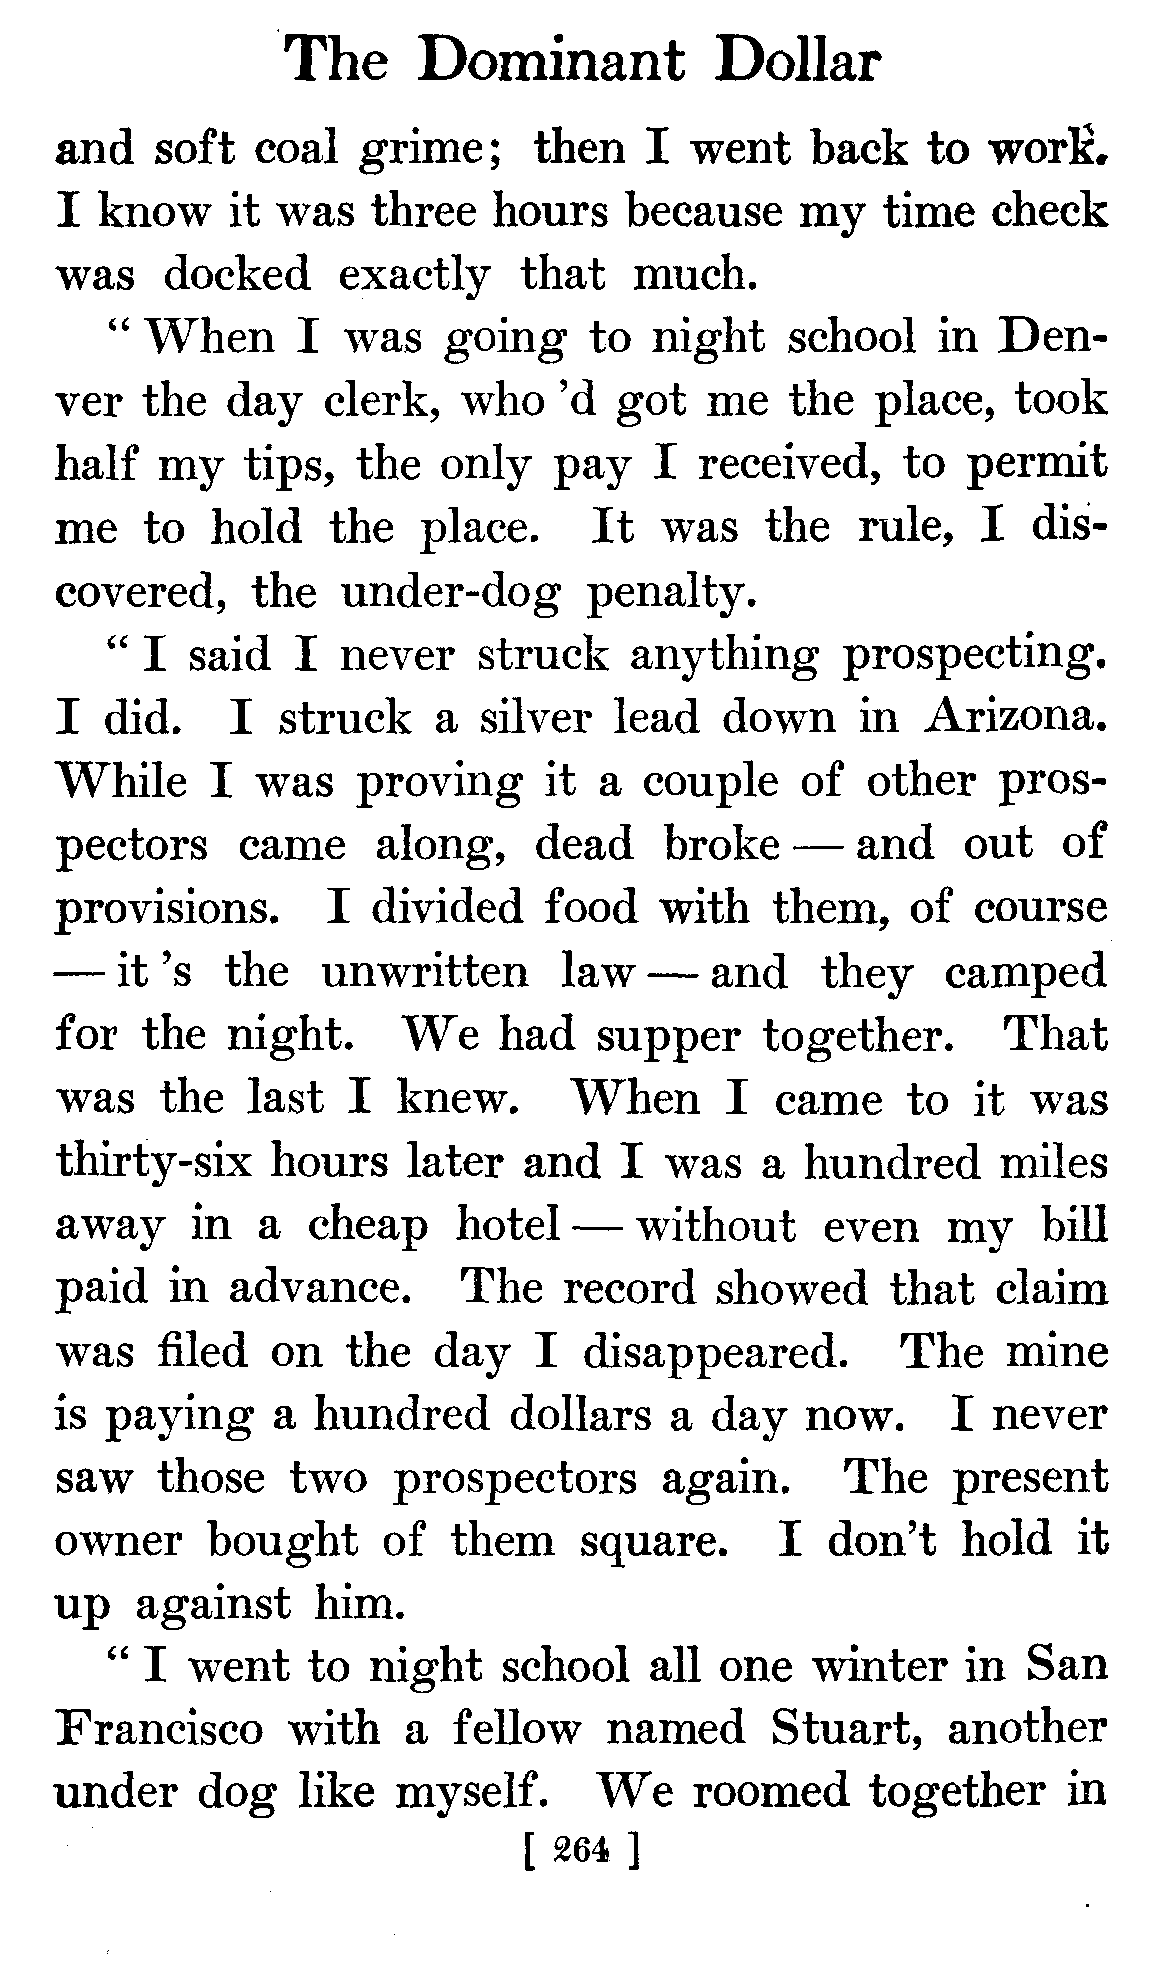 The Dominant Dollar
and soft coal grime; then I went back to work.
I know it was three hours because my time check
was docked exactly that much.
“ When I was going to night school in Den-
ver the day clerk, who ’d got me the place, took
half my tips, the only pay I received, to permit
me to hold the place. It was the rule, I dis-
covered, the under-dog penalty.
“ I said I never struck anything prospecting.
I did. I struck a silver lead down in Arizona.
While I was proving it a couple of other pros-
pectors came along, dead broke — and out of
provisions. I divided food with them, of course
— it ’s the unwritten law — and they camped
for the night. We had supper together. That
was the last I knew. When I came to it was
thirty-six hours later and I was a hundred miles
away in a cheap hotel — without even my bill
paid in advance. The record showed that claim
was filed on the day I disappeared. The mine
is paying a hundred dollars a day now. I never
saw those two prospectors again. The present
owner bought of them square. I don’t hold it
up against him.
“ I went to night school all one winter in San
Francisco with a fellow named Stuart, another
under dog like myself. We roomed together in
[ 264 ]